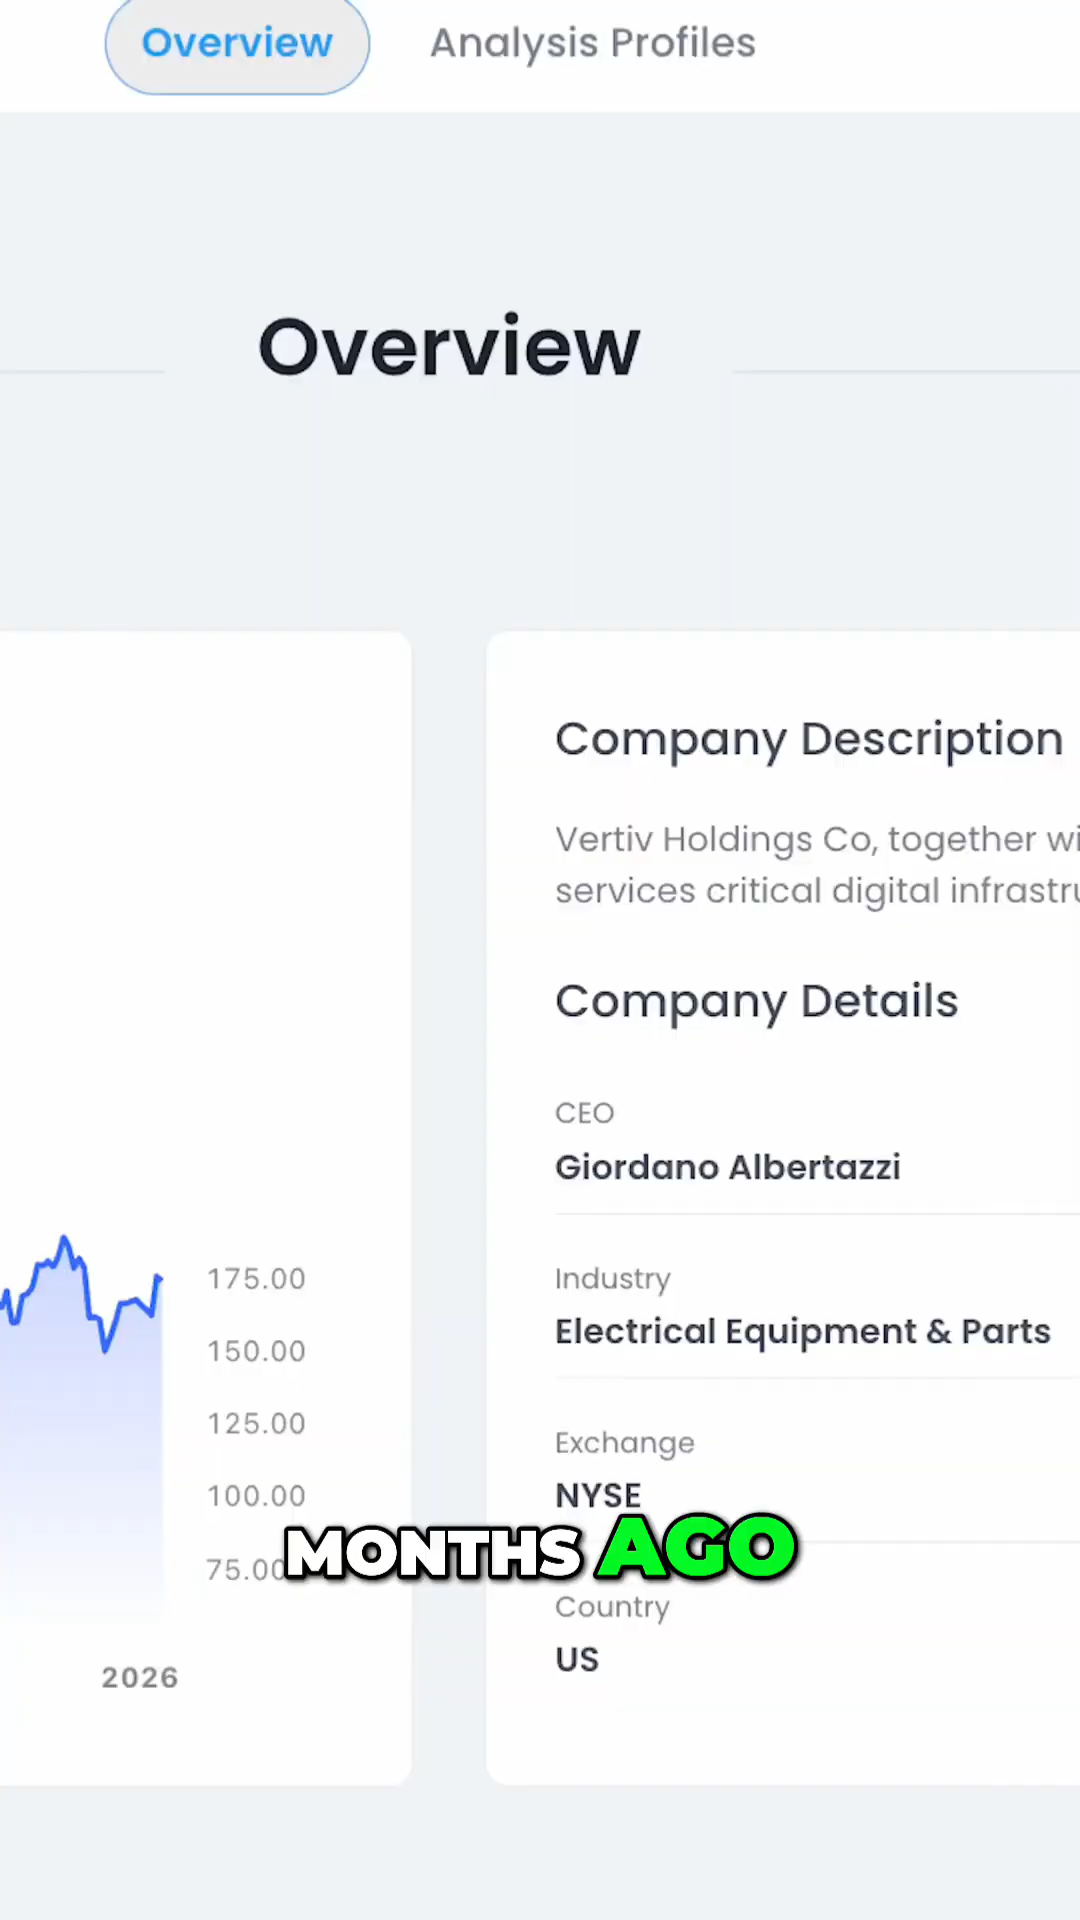 Overview
Analysis Profiles
Overview
Company Description
Vertiv Holdings Co, together
services critical digital
Company Details
CEO
Giordano Albertazzi
Industry
Electrical Equipment & Parts
Exchange
NYSE
Country
US
175.00
150.00
125.00
100.00
75.00
2026
MONTHS AGO